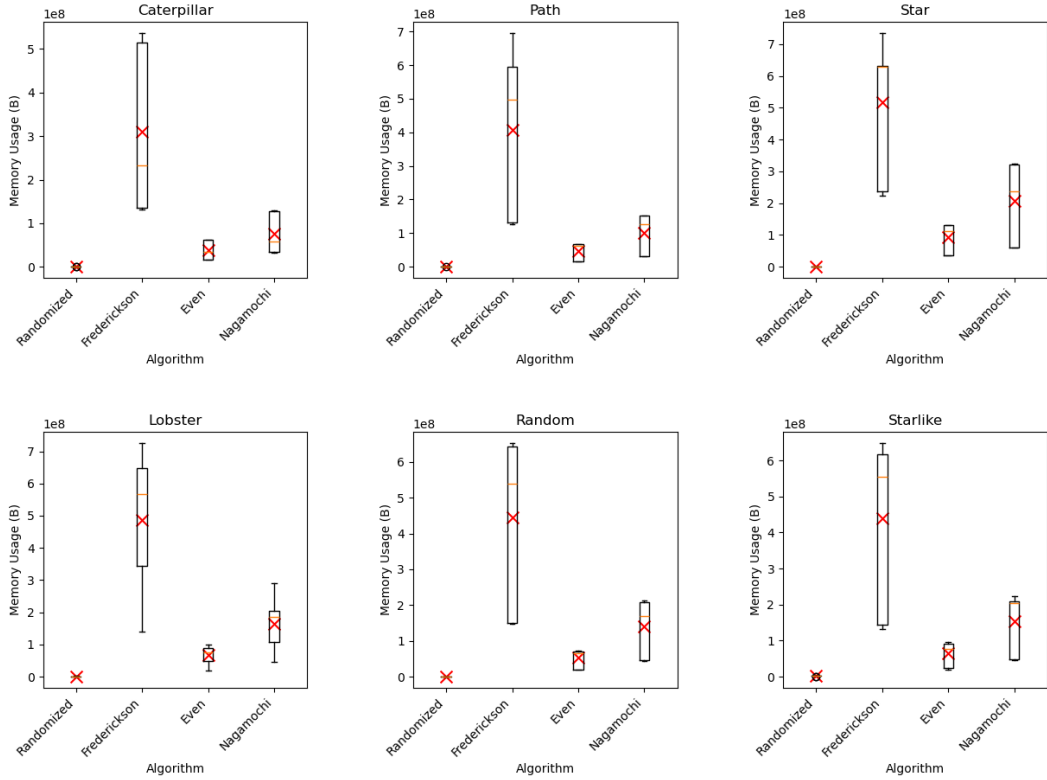 Caterpillar
1e8
Memory Usage (B)
5
4
3
2
1
0
Randomized
Frederickson
Even
Nagamochi
Algorithm
Path
1e8
Memory Usage (B)
7
6
5
4
3
2
1
0
Randomized
Frederickson
Even
Nagamochi
Algorithm
Star
1e8
Memory Usage (B)
7
6
5
4
3
2
1
0
Randomized
Frederickson
Even
Nagamochi
Algorithm
Lobster
1e8
Memory Usage (B)
7
6
5
4
3
2
1
0
Randomized
Frederickson
Even
Nagamochi
Algorithm
Random
1e8
Memory Usage (B)
6
5
4
3
2
1
0
Randomized
Frederickson
Even
Nagamochi
Algorithm
Starlike
1e8
Memory Usage (B)
6
5
4
3
2
1
0
Randomized
Frederickson
Even
Nagamochi
Algorithm